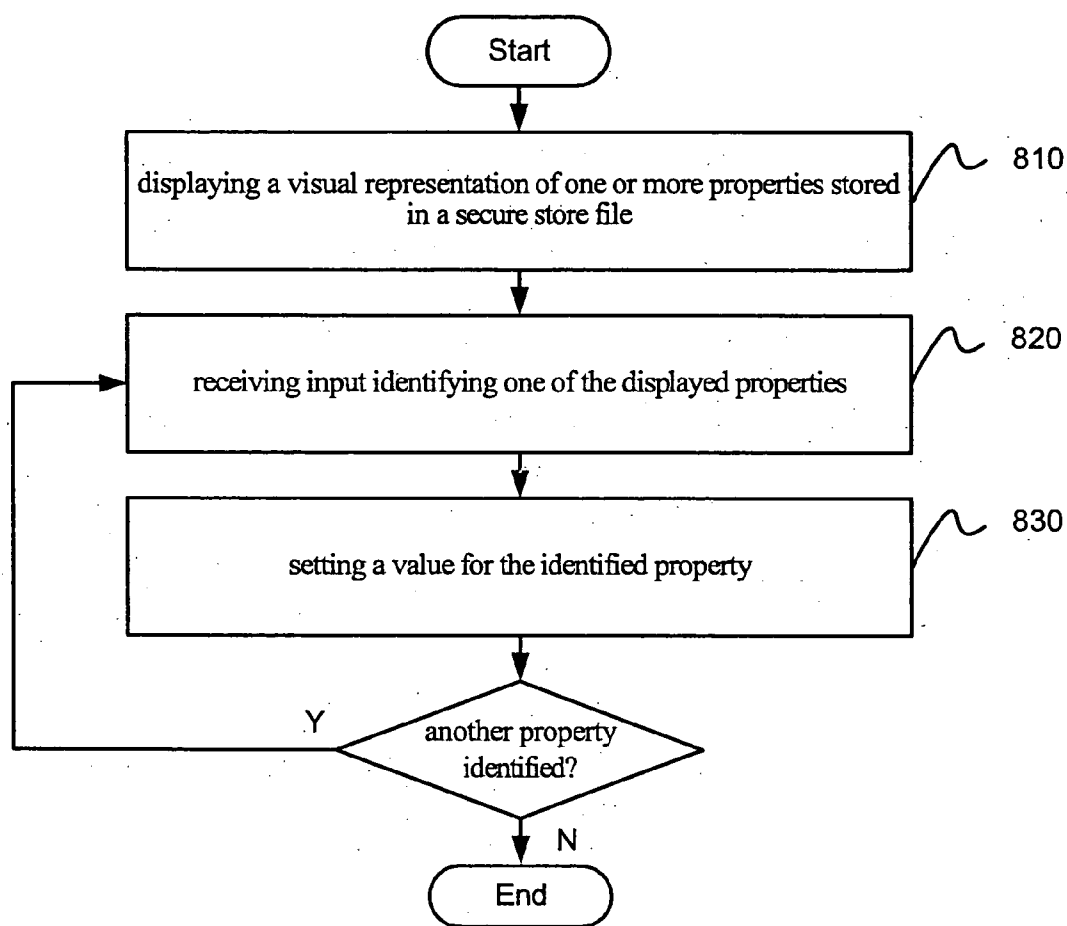 Start
displaying a visual representation of one or more properties stored
in a secure store file
810
receiving input identifying one of the displayed properties
820
setting a value for the identified property
830
another property
identified?
Y
N
End